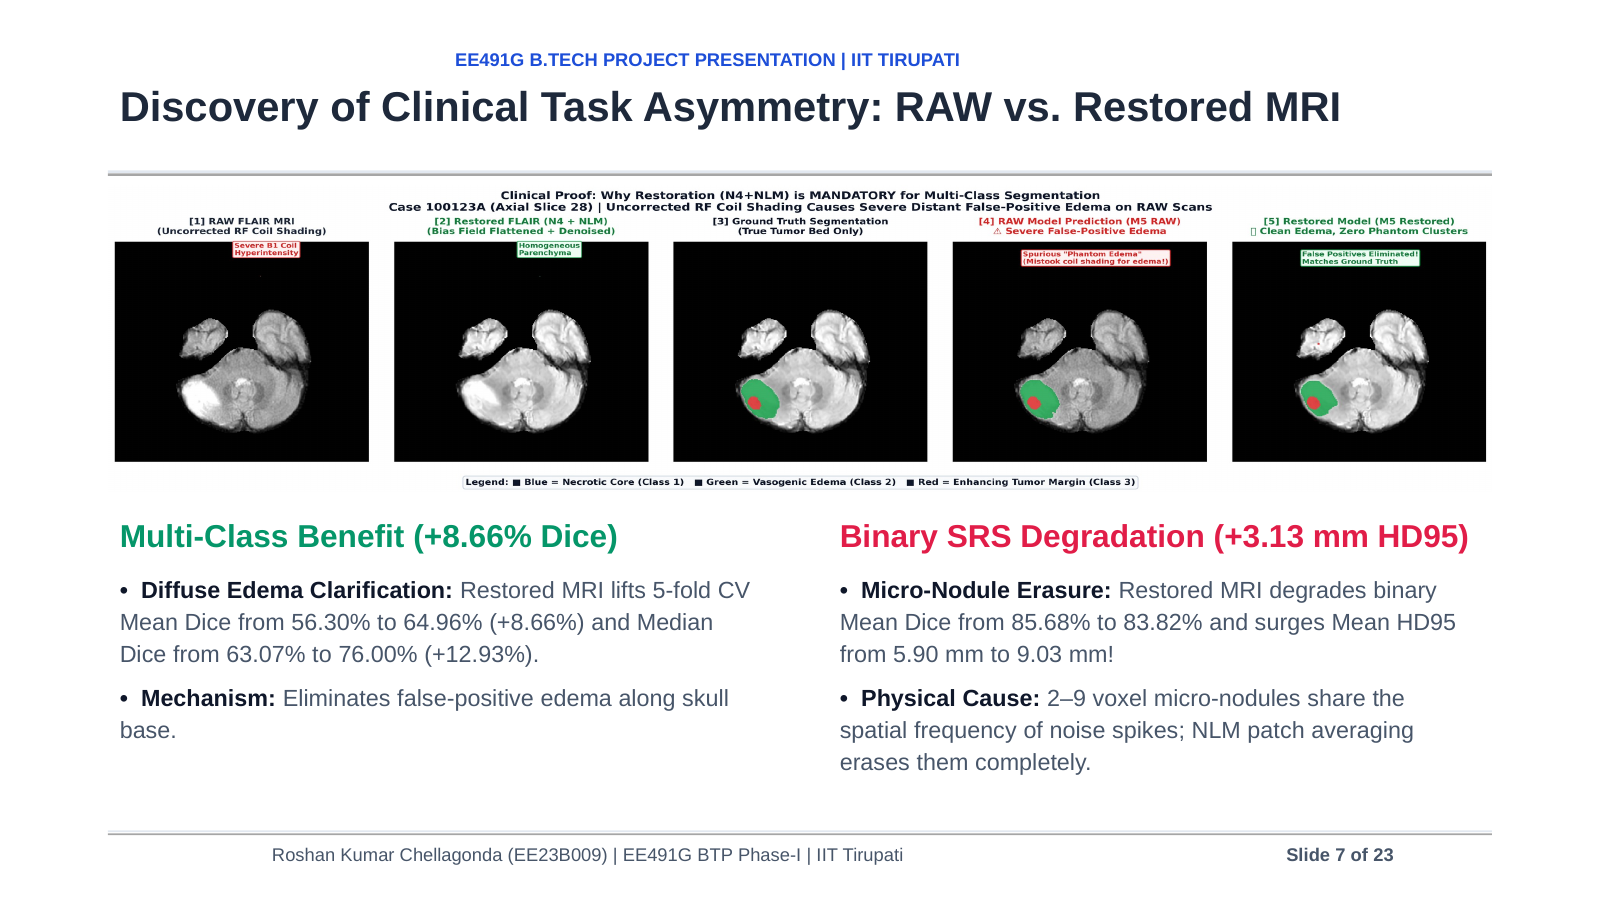 EE491G B.TECH PROJECT PRESENTATION | IIT TIRUPATI
Discovery of Clinical Task Asymmetry: RAW vs. Restored MRI
Clinical Proof: Why Restoration (N4+NLM) is MANDATORY for Multi-Class Segmentation
Case 100123A (Axial Slice 28) | Uncorrected RF Coil Shading Causes Severe Distant False-Positive Edema on RAW Scans
[1] RAW FLAIR MRI
(Uncorrected RF Coil Shading)
Severe B1 Coil
Hyperintensity
[2] Restored FLAIR (N4 + NLM)
(Bias Field Flattened + Denoised)
Homogeneous
Parenchyma
[3] Ground Truth Segmentation
(True Tumor Bed Only)
[4] RAW Model Prediction (M5 RAW)
⚠ Severe False-Positive Edema
Spurious "Phantom Edema"
(Mistook coil shading for edema!)
[5] Restored Model (M5 Restored)
▯ Clean Edema, Zero Phantom Clusters
False Positives Eliminated!
Matches Ground Truth
Legend: ■ Blue = Necrotic Core (Class 1) ■ Green = Vasogenic Edema (Class 2) ■ Red = Enhancing Tumor Margin (Class 3)
Multi-Class Benefit (+8.66% Dice)
• Diffuse Edema Clarification: Restored MRI lifts 5-fold CV
Mean Dice from 56.30% to 64.96% (+8.66%) and Median
Dice from 63.07% to 76.00% (+12.93%).
• Mechanism: Eliminates false-positive edema along skull
base.
Binary SRS Degradation (+3.13 mm HD95)
• Micro-Nodule Erasure: Restored MRI degrades binary
Mean Dice from 85.68% to 83.82% and surges Mean HD95
from 5.90 mm to 9.03 mm!
• Physical Cause: 2–9 voxel micro-nodules share the
spatial frequency of noise spikes; NLM patch averaging
erases them completely.
Roshan Kumar Chellagonda (EE23B009) | EE491G BTP Phase-I | IIT Tirupati
Slide 7 of 23